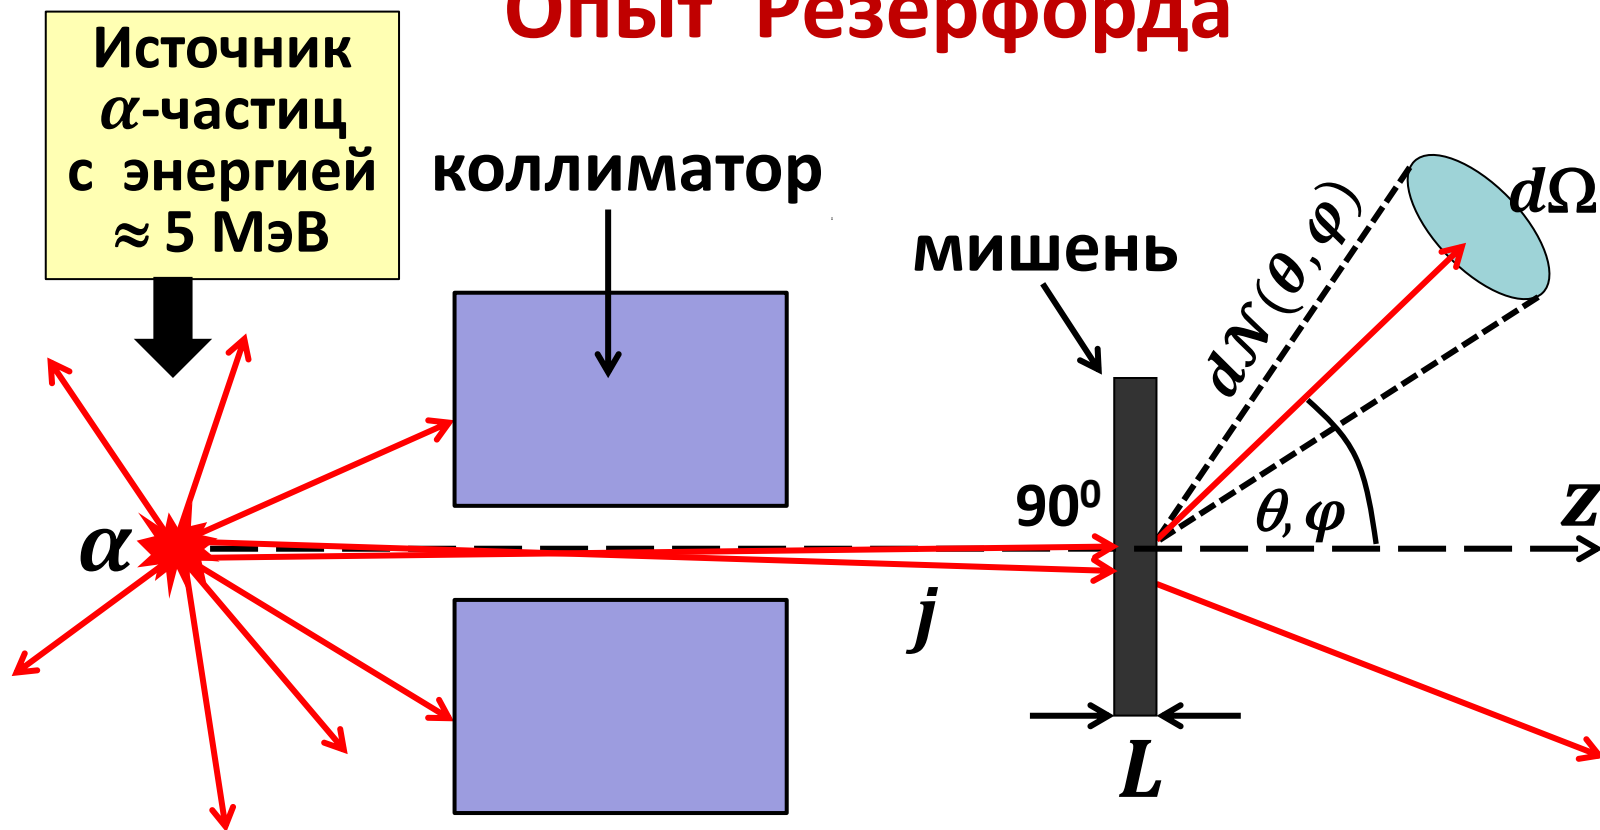 Опыт Резерфорда
Источник
α-частиц
с энергией
≈ 5 МэВ
коллиматор
мишень
dΩ
d𝒩(θ, φ)
90⁰
θ, φ
z
α
j
L